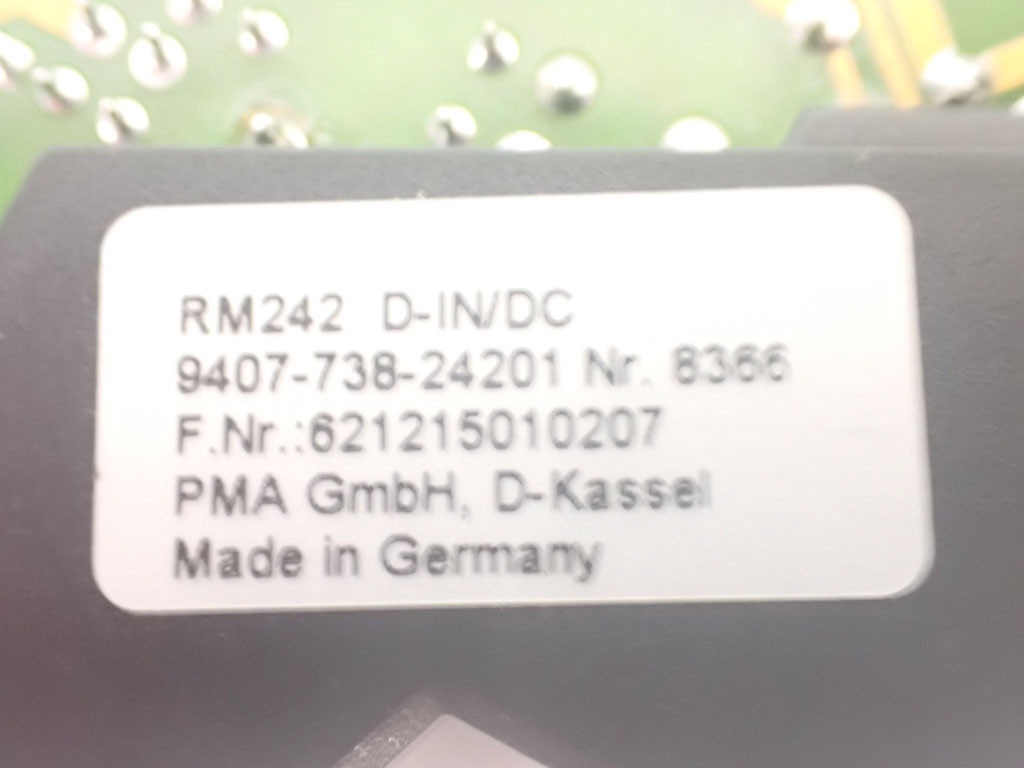 RM242 D-IN/DC
9407-738-24201 Nr. 8366
F.Nr.:621215010207
PMA GmbH, D-Kassel
Made in Germany